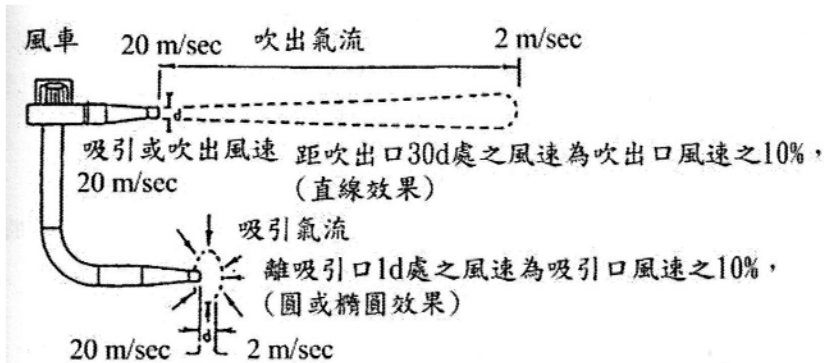 風車
20 m/sec 吹出氣流 2 m/sec
d
吸引或吹出風速
20 m/sec
距吹出口30d處之風速為吹出口風速之10%，
(直線效果)
吸引氣流
離吸引口1d處之風速為吸引口風速之10%，
(圓或橢圓效果)
d
20 m/sec 2 m/sec